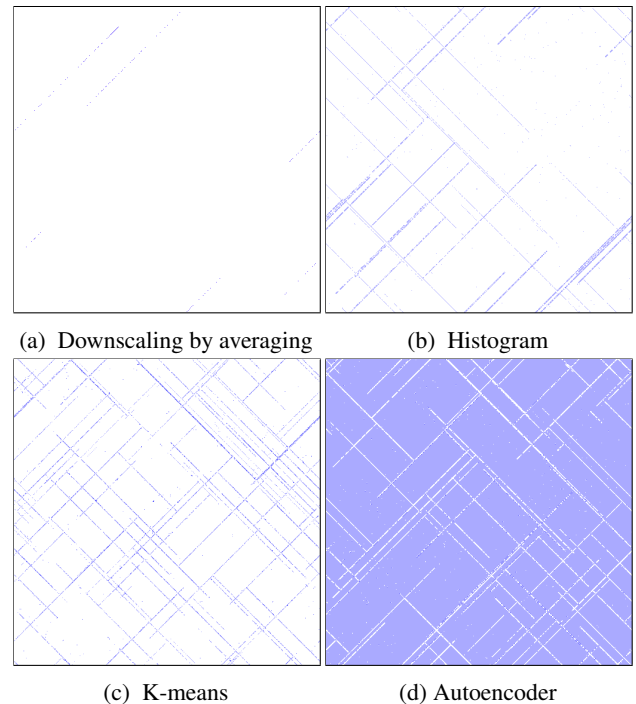 (a) Downscaling by averaging
(b) Histogram
(c) K-means
(d) Autoencoder